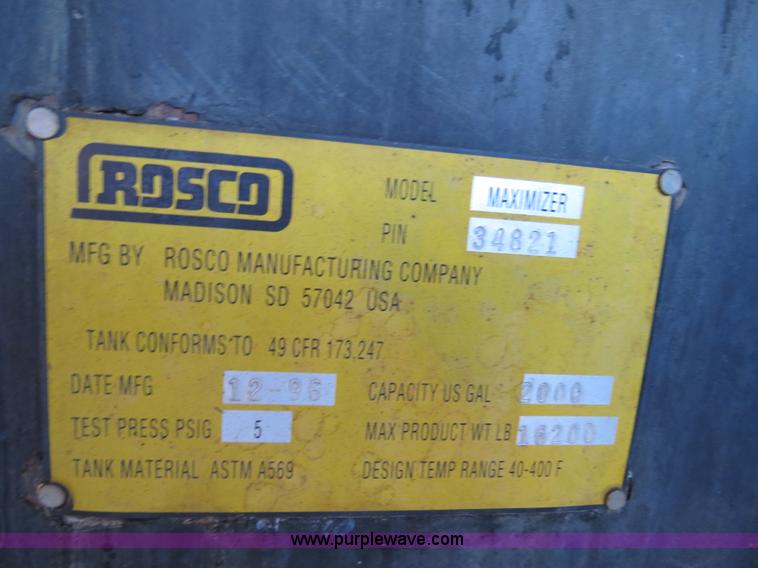 ROSCO
MODEL MAXIMIZER
PIN 34821
MFG BY ROSCO MANUFACTURING COMPANY
MADISON SD 57042 USA
TANK CONFORMS TO 49 CFR 173.247
DATE MFG 12-96 CAPACITY US GAL 2000
TEST PRESS PSIG 5 MAX PRODUCT WT LB 16200
TANK MATERIAL ASTM A569 DESIGN TEMP RANGE 40-400 F
www.purplewave.com